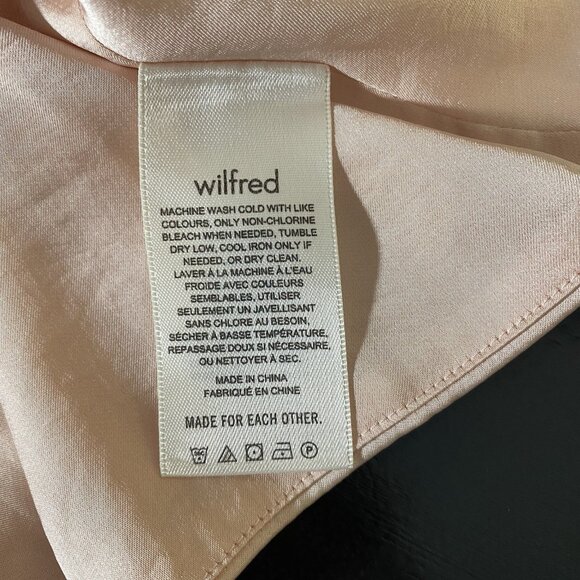 wilfred
MACHINE WASH COLD WITH LIKE
COLOURS, ONLY NON-CHLORINE
BLEACH WHEN NEEDED, TUMBLE
DRY LOW, COOL IRON ONLY IF
NEEDED, OR DRY CLEAN.
LAVER À LA MACHINE À L'EAU
FROIDE AVEC COULEURS
SEMBLABLES, UTILISER
SEULEMENT UN JAVELLISANT
SANS CHLORE AU BESOIN,
SÉCHER À BASSE TEMPÉRATURE,
REPASSAGE DOUX SI NÉCESSAIRE,
OU NETTOYER À SEC.
MADE IN CHINA
FABRIQUÉ EN CHINE
MADE FOR EACH OTHER.
P